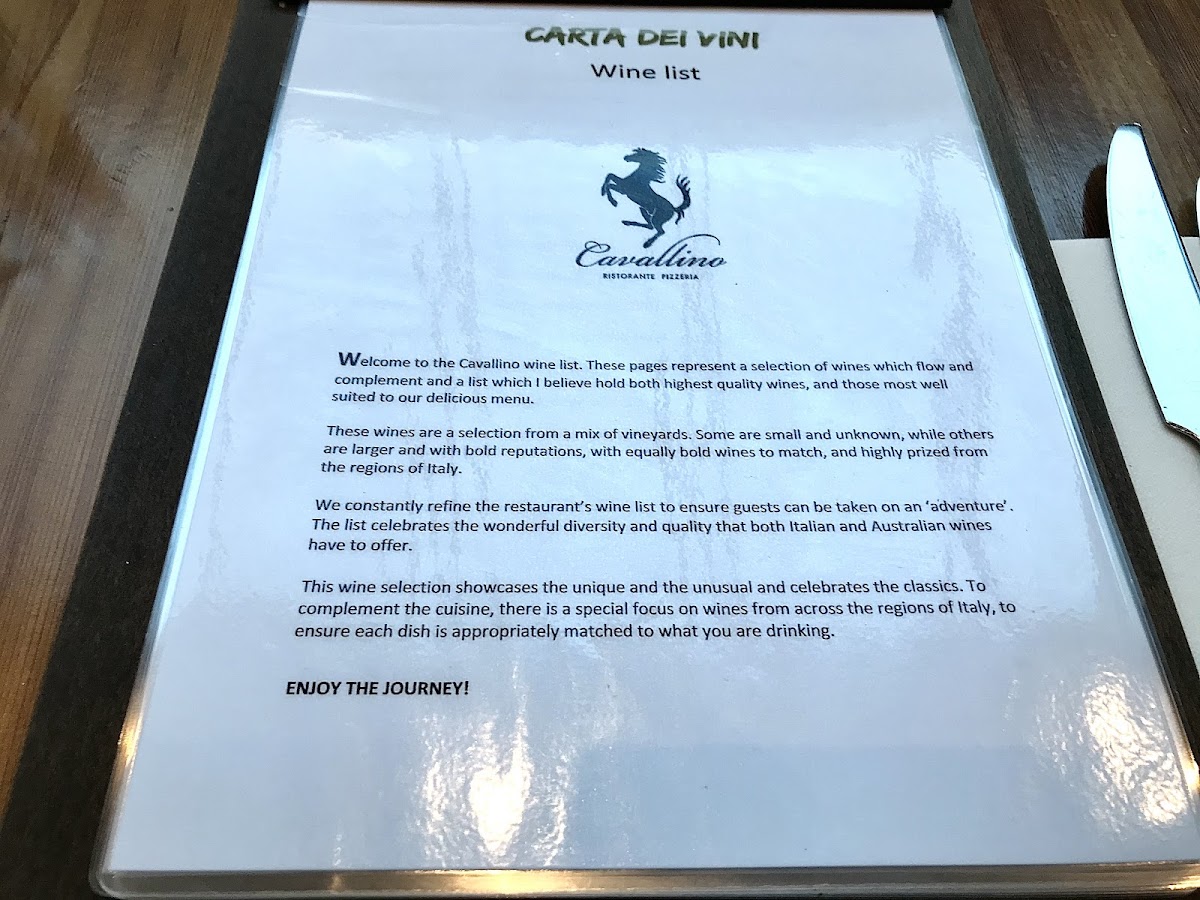 CARTA DEI VINI
Wine list
Cavallino
RISTORANTE PIZZERIA
Welcome to the Cavallino wine list. These pages represent a selection of wines which flow and
complement and a list which I believe hold both highest quality wines, and those most well
suited to our delicious menu.
These wines are a selection from a mix of vineyards. Some are small and unknown, while others
are larger and with bold reputations, with equally bold wines to match, and highly prized from
the regions of Italy.
We constantly refine the restaurant's wine list to ensure guests can be taken on an 'adventure'.
The list celebrates the wonderful diversity and quality that both Italian and Australian wines
have to offer.
This wine selection showcases the unique and the unusual and celebrates the classics. To
complement the cuisine, there is a special focus on wines from across the regions of Italy, to
ensure each dish is appropriately matched to what you are drinking.
ENJOY THE JOURNEY!